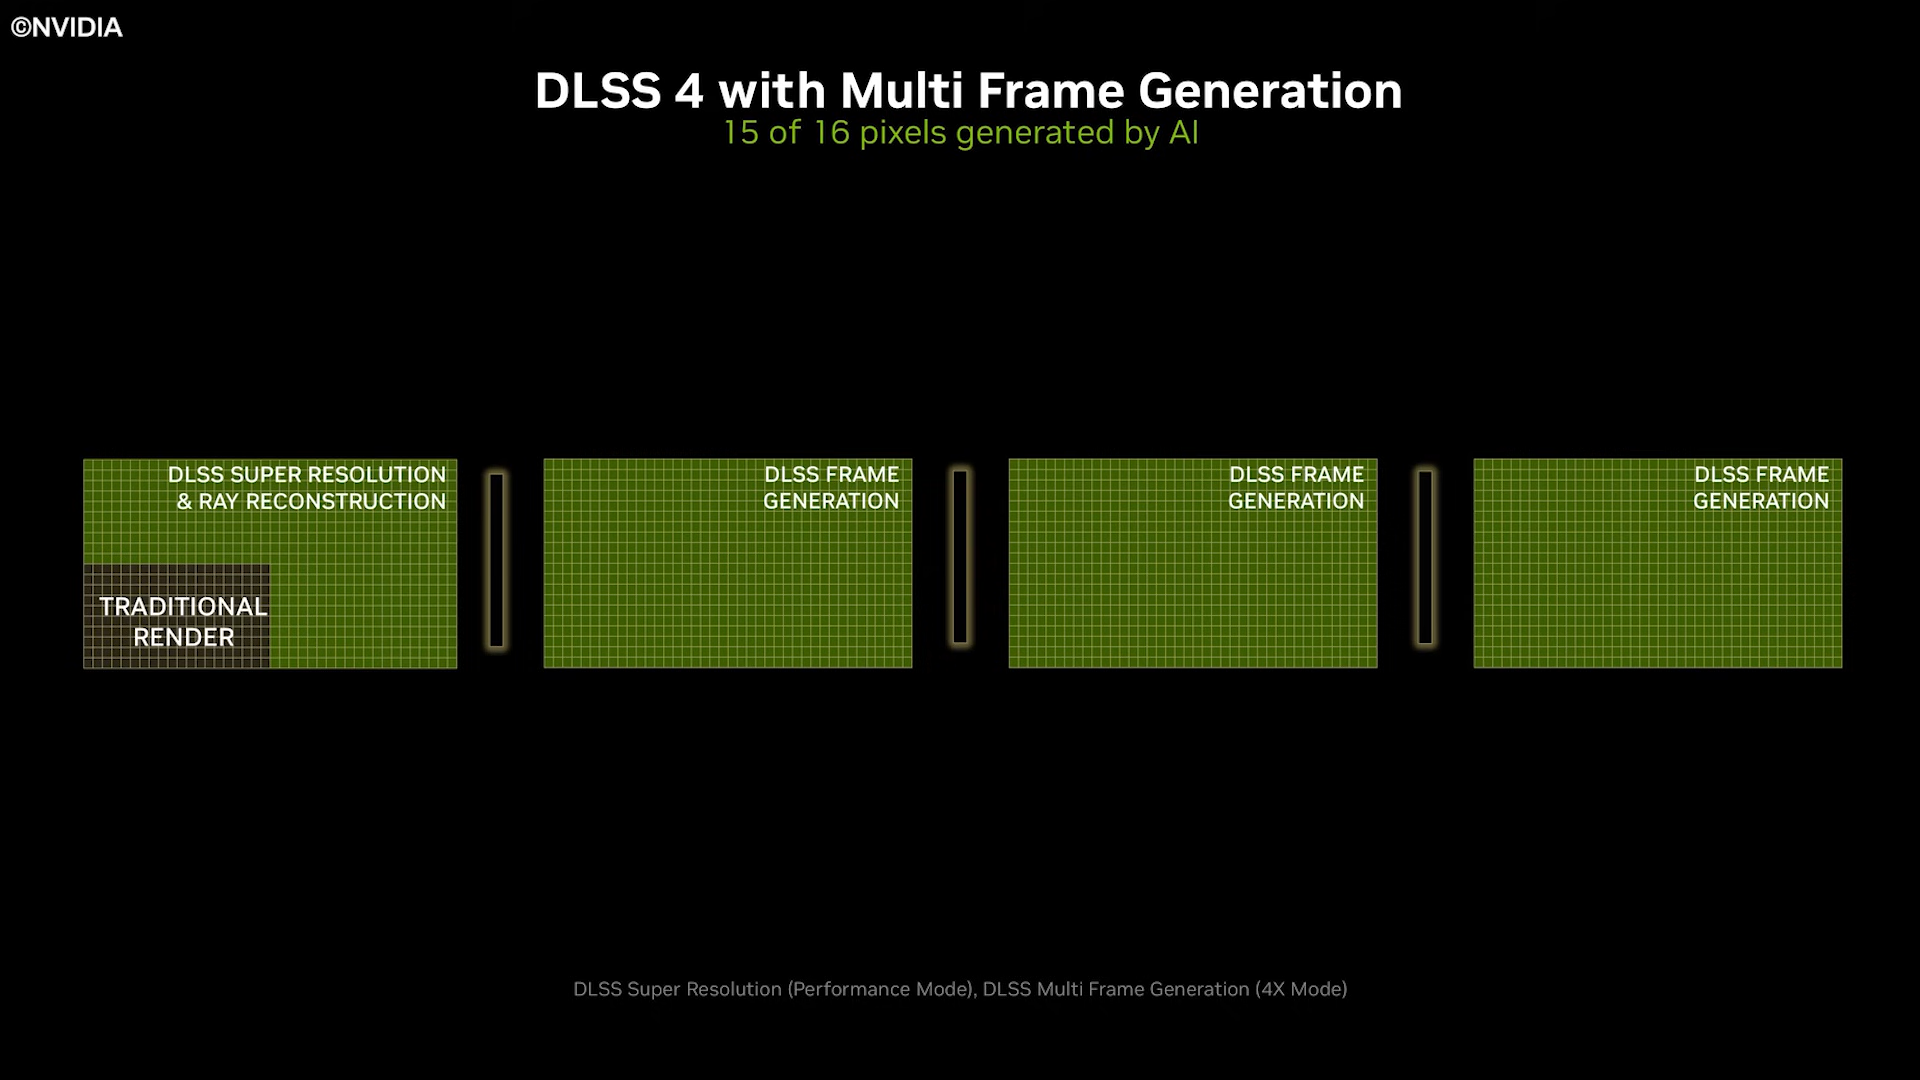 ©NVIDIA
DLSS 4 with Multi Frame Generation
15 of 16 pixels generated by AI
DLSS SUPER RESOLUTION
& RAY RECONSTRUCTION
TRADITIONAL
RENDER
DLSS FRAME
GENERATION
DLSS FRAME
GENERATION
DLSS FRAME
GENERATION
DLSS Super Resolution (Performance Mode), DLSS Multi Frame Generation (4X Mode)